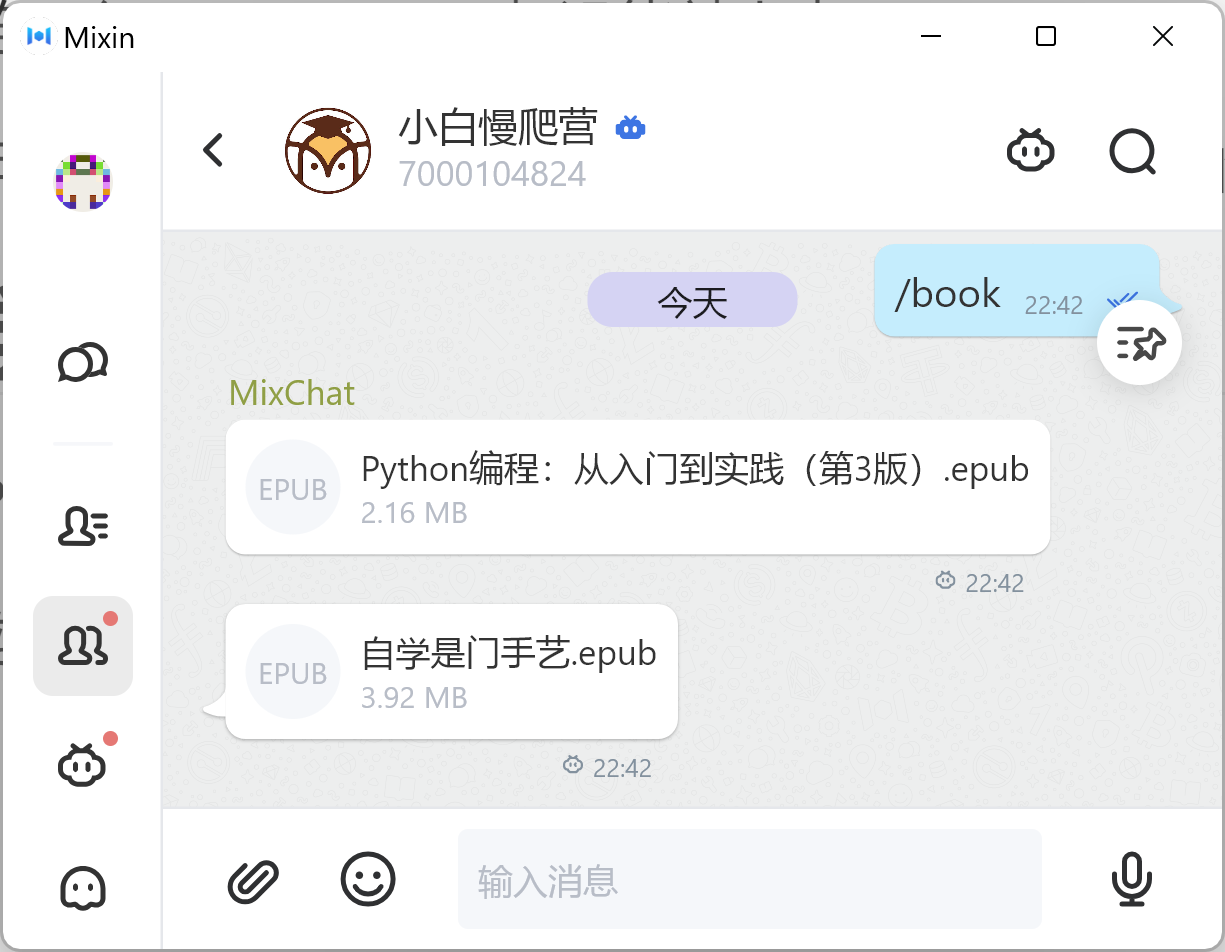 Mixin
小白慢爬营
7000104824
今天
/book 22:42
MixChat
EPUB
Python编程：从入门到实践（第3版）.epub
2.16 MB
22:42
EPUB
自学是门手艺.epub
3.92 MB
22:42
输入消息